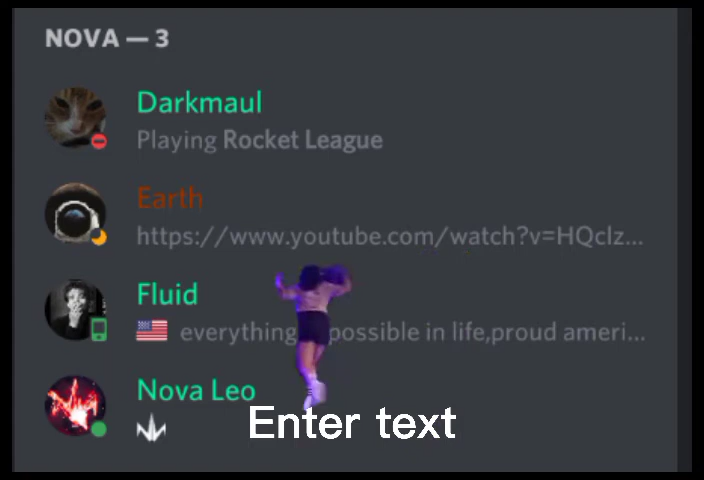 NOVA — 3
Darkmaul
Playing Rocket League
Earth
https://www.youtube.com/watch?v=HQclz...
Fluid
everything possible in life,proud ameri...
Nova Leo
Enter text